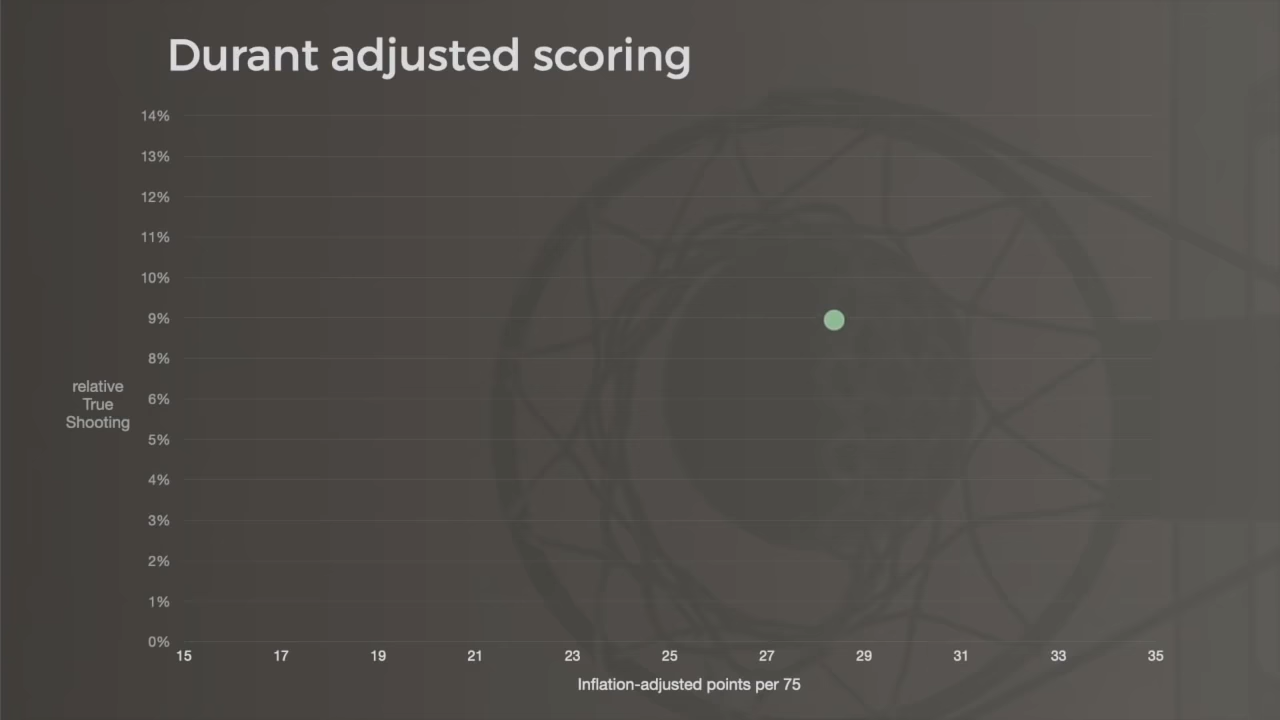 Durant adjusted scoring
14%
13%
12%
11%
10%
9%
8%
6%
5%
4%
3%
2%
1%
0%
relative
True
Shooting
15 17 19 21 23 25 27 29 31 33 35
Inflation-adjusted points per 75